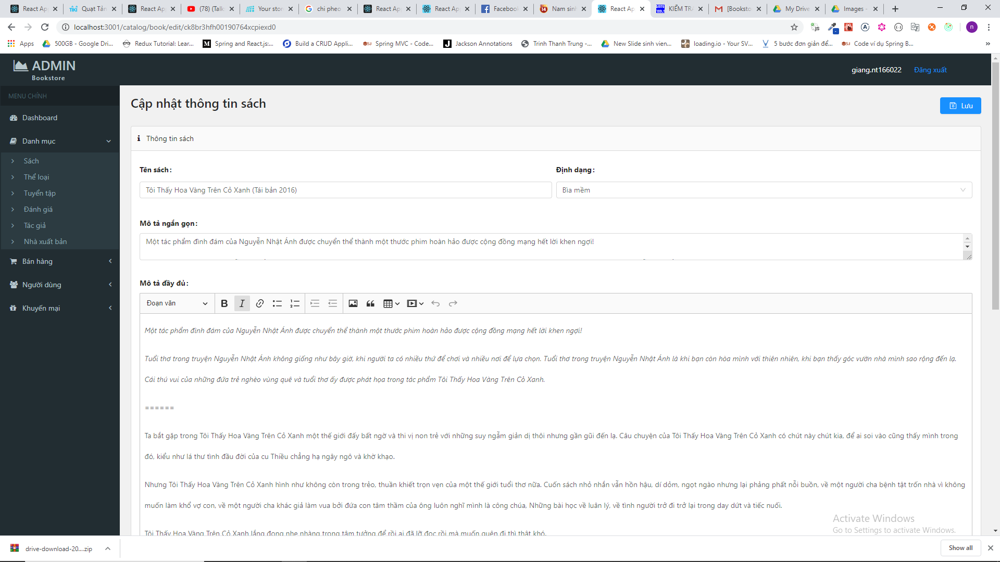 React Ap
Quạt Tản
React Ap
(78) (Talk
Your stor
chi pheo
React Ap
React Ap
Facebook
Nam sinh
React Ap
KIỂM TRA
[Booksto
My Drive
Images -
localhost:3001/catalog/book/edit/ck8br3hfh00190764xcpiexd0
n
Apps
500GB - Google Dri...
Redux Tutorial: Lear...
Spring and React.js:...
Build a CRUD Appli...
Spring MVC - Code...
Jackson Annotations
Trinh Thanh Trung -...
New Slide sinh vien...
loading.io - Your SV...
5 bước đơn giản để...
Code ví dụ Spring B...
ADMIN
Bookstore
giang.nt166022
Đăng xuất
MENU CHÍNH
Dashboard
Danh mục
Sách
Thể loại
Tuyển tập
Đánh giá
Tác giả
Nhà xuất bản
Bán hàng
Người dùng
Khuyến mại
Cập nhật thông tin sách
Lưu
Thông tin sách
Tên sách:
Định dạng:
Tôi Thấy Hoa Vàng Trên Cỏ Xanh (Tái bản 2016)
Bìa mềm
Mô tả ngắn gọn:
Một tác phẩm đình đám của Nguyễn Nhật Ánh được chuyển thể thành một thước phim hoàn hảo được cộng đồng mạng hết lời khen ngợi!
Mô tả đầy đủ:
Đoạn văn
Một tác phẩm đình đám của Nguyễn Nhật Ánh được chuyển thể thành một thước phim hoàn hảo được cộng đồng mạng hết lời khen ngợi!
Tuổi thơ trong truyện Nguyễn Nhật Ánh không giống như bây giờ, khi người ta có nhiều thứ để chơi và nhiều nơi để lựa chọn. Tuổi thơ trong truyện Nguyễn Nhật Ánh là khi bạn còn hòa mình với thiên nhiên, khi bạn thấy góc vườn nhà mình sao rộng đến lạ.
Cái thú vui của những đứa trẻ nghèo vùng quê và tuổi thơ ấy được phát họa trong tác phẩm Tôi Thấy Hoa Vàng Trên Cỏ Xanh.
======
Ta bắt gặp trong Tôi Thấy Hoa Vàng Trên Cỏ Xanh một thế giới đấy bất ngờ và thi vị non trẻ với những suy ngẫm giản dị thôi nhưng gần gũi đến lạ. Câu chuyện của Tôi Thấy Hoa Vàng Trên Cỏ Xanh có chút này chút kia, để ai soi vào cũng thấy mình trong
đó, kiểu như lá thư tình đầu đời của cu Thiều chẳng hạ ngây ngô và khờ khạo.
Nhưng Tôi Thấy Hoa Vàng Trên Cỏ Xanh hình như không còn trong trẻo, thuần khiết trọn vẹn của một thế giới tuổi thơ nữa. Cuốn sách nhỏ nhắn vẫn hồn hậu, dí dỏm, ngọt ngào nhưng lại phảng phất nỗi buồn, về một người cha bệnh tật trốn nhà vì không
muốn làm khổ vợ con, về một người cha khác giả làm vua bởi đứa con tâm thầm của ông luôn nghĩ mình là công chúa, Những bài học về luân lý, về tình người trở đi trở lại trong day dứt và tiếc nuối.
Tôi Thấy Hoa Vàng Trên Cỏ Xanh lắng đọng nhẹ nhàng trong tâm tưởng để rồi ai đã lỡ đọc rồi mà muốn quên đi thì thật khó.
Activate Windows
Go to Settings to activate Windows.
drive-download-20....zip
Show all